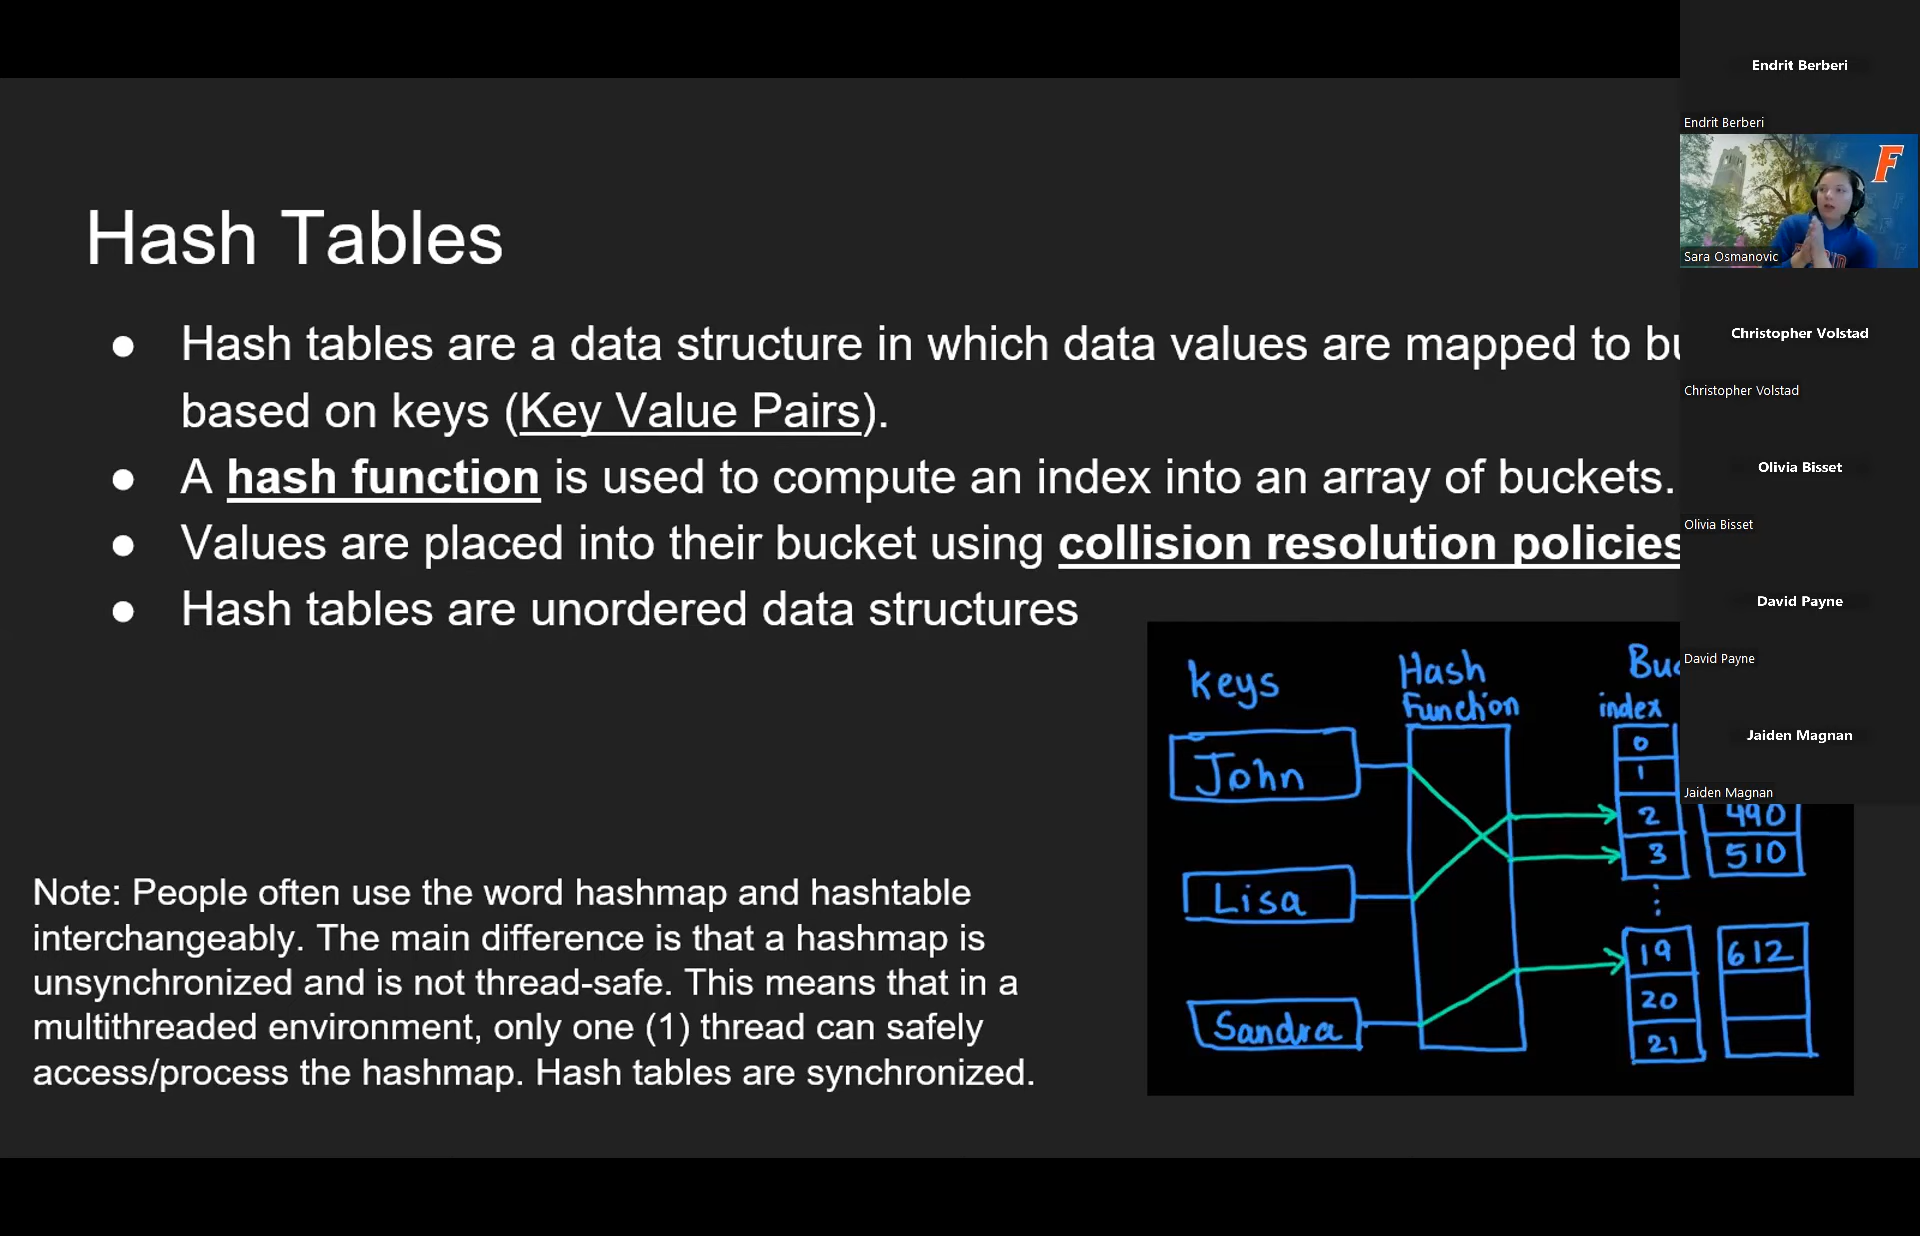 Hash Tables
● Hash tables are a data structure in which data values are mapped to
based on keys (Key Value Pairs).
● A hash function is used to compute an index into an array of buckets.
● Values are placed into their bucket using collision resolution policies
● Hash tables are unordered data structures
Note: People often use the word hashmap and hashtable
interchangeably. The main difference is that a hashmap is
unsynchronized and is not thread-safe. This means that in a
multithreaded environment, only one (1) thread can safely
access/process the hashmap. Hash tables are synchronized.
keys
John
Lisa
Sandra
Hash
Function
index
0
1
2 490
3 510
⋮
19 612
20
21
Endrit Berberi
Endrit Berberi
F
Sara Osmanovic
Christopher Volstad
Christopher Volstad
Olivia Bisset
Olivia Bisset
David Payne
David Payne
Jaiden Magnan
Jaiden Magnan